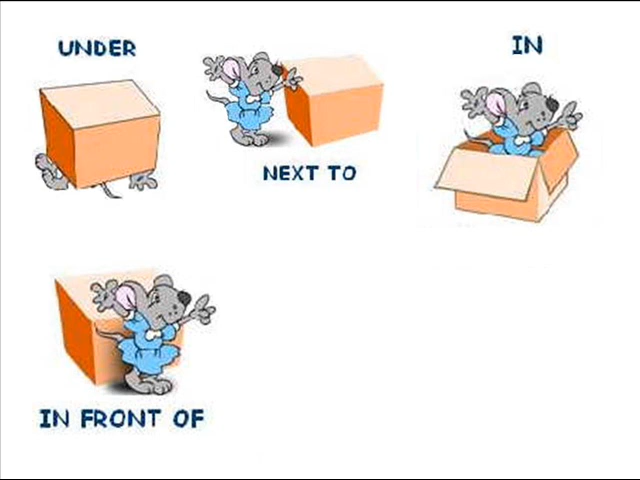 UNDER
IN
NEXT TO
IN FRONT OF